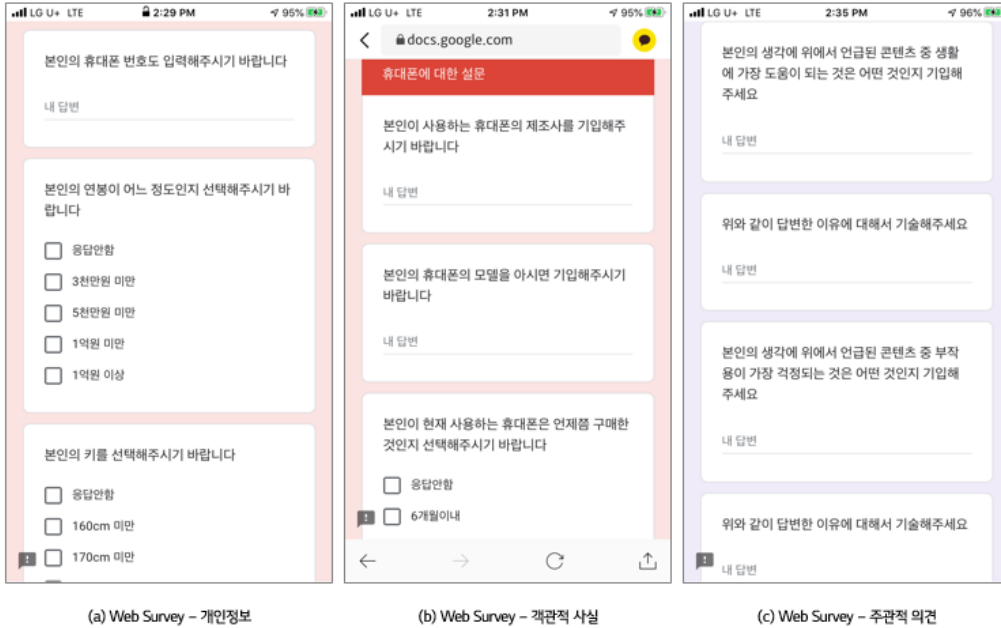 LG U+ LTE 2:29 PM 95%
본인의 휴대폰 번호도 입력해주시기 바랍니다
내 답변
본인의 연봉이 어느 정도인지 선택해주시기 바
랍니다
응답안함
3천만원 미만
5천만원 미만
1억원 미만
1억원 이상
본인의 키를 선택해주시기 바랍니다
응답안함
160cm 미만
170cm 미만
(a) Web Survey – 개인정보
LG U+ LTE 2:31 PM 95%
docs.google.com
휴대폰에 대한 설문
본인이 사용하는 휴대폰의 제조사를 기입해주
시기 바랍니다
내 답변
본인의 휴대폰의 모델을 아시면 기입해주시기
바랍니다
내 답변
본인이 현재 사용하는 휴대폰은 언제쯤 구매한
것인지 선택해주시기 바랍니다
응답안함
6개월이내
(b) Web Survey – 객관적 사실
LG U+ LTE 2:35 PM 96%
본인의 생각에 위에서 언급된 콘텐츠 중 생활
에 가장 도움이 되는 것은 어떤 것인지 기입해
주세요
내 답변
위와 같이 답변한 이유에 대해서 기술해주세요
내 답변
본인의 생각에 위에서 언급된 콘텐츠 중 부작
용이 가장 걱정되는 것은 어떤 것인지 기입해
주세요
내 답변
위와 같이 답변한 이유에 대해서 기술해주세요
내 답변
(c) Web Survey – 주관적 의견